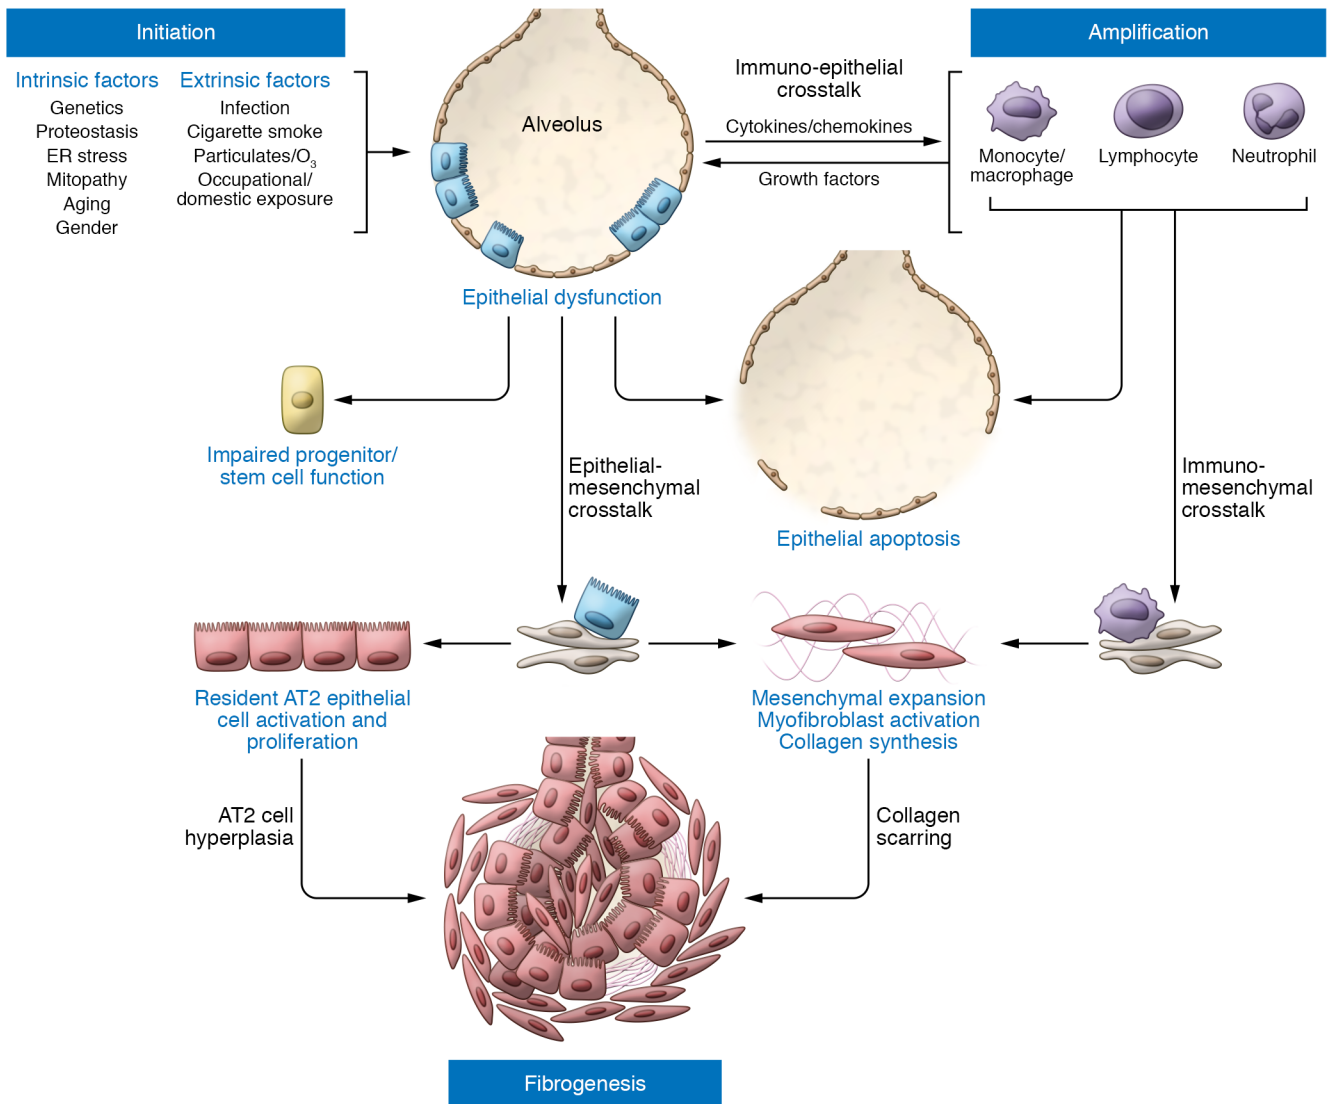 Initiation
Intrinsic factors
Genetics
Proteostasis
ER stress
Mitopathy
Aging
Gender
Extrinsic factors
Infection
Cigarette smoke
Particulates/O3
Occupational/
domestic exposure
Alveolus
Epithelial dysfunction
Immuno-epithelial
crosstalk
Cytokines/chemokines
Growth factors
Amplification
Monocyte/
macrophage
Lymphocyte
Neutrophil
Impaired progenitor/
stem cell function
Epithelial-
mesenchymal
crosstalk
Epithelial apoptosis
Immuno-
mesenchymal
crosstalk
Resident AT2 epithelial
cell activation and
proliferation
Mesenchymal expansion
Myofibroblast activation
Collagen synthesis
AT2 cell
hyperplasia
Collagen
scarring
Fibrogenesis